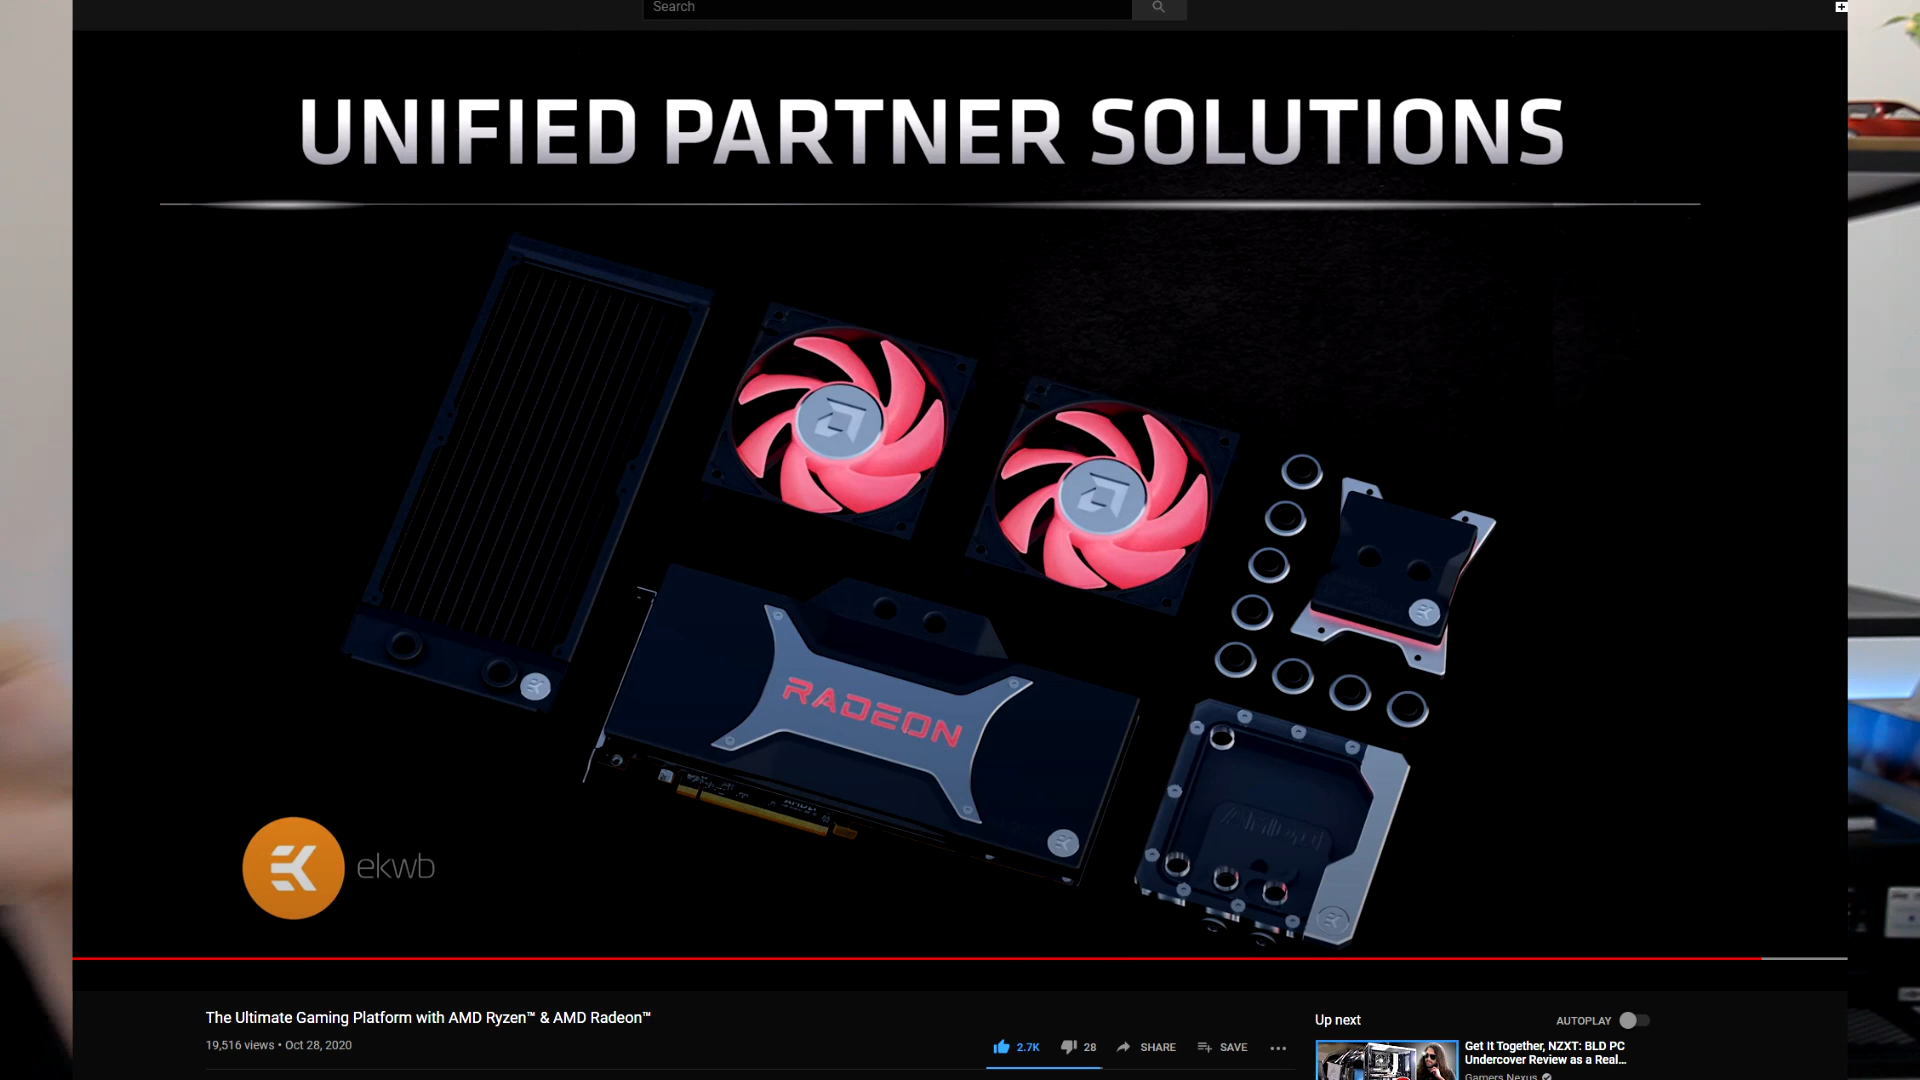 Search
UNIFIED PARTNER SOLUTIONS
RADEON
ekwb
The Ultimate Gaming Platform with AMD Ryzen™ & AMD Radeon™
19,516 views • Oct 28, 2020
2.7K
28
SHARE
SAVE
Up next
AUTOPLAY
Get It Together, NZXT: BLD PC
Undercover Review as a Real...
Gamers Nexus